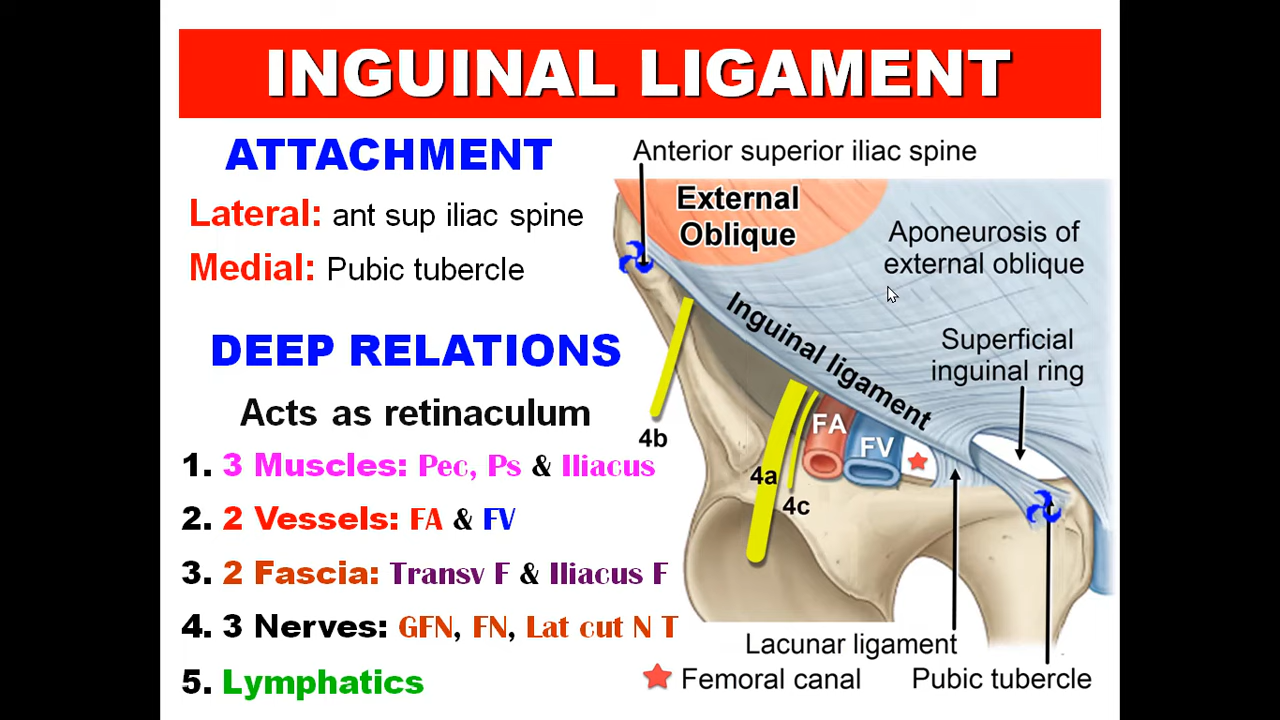 INGUINAL LIGAMENT
ATTACHMENT
Lateral: ant sup iliac spine
Medial: Pubic tubercle
DEEP RELATIONS
Acts as retinaculum
1. 3 Muscles: Pec, Ps & Iliacus
2. 2 Vessels: FA & FV
3. 2 Fascia: Transv F & Iliacus F
4. 3 Nerves: GFN, FN, Lat cut N T
5. Lymphatics
Anterior superior iliac spine
External
Oblique
Aponeurosis of
external oblique
Inguinal ligament
Superficial
inguinal ring
FA
FV
4b
4a
4c
Lacunar ligament
Femoral canal
Pubic tubercle